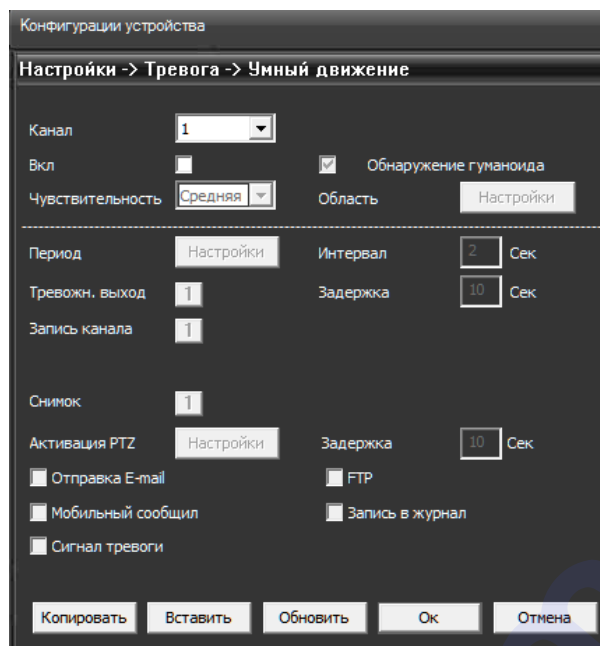 Конфигурации устройства
Настройки -> Тревога -> Умный движение
Канал 1
Вкл Обнаружение гуманоида
Чувствительность Средняя Область Настройки
Период Настройки Интервал 2 Сек
Тревожн. выход 1 Задержка 10 Сек
Запись канала 1
Снимок 1
Активация PTZ Настройки Задержка 10 Сек
Отправка E-mail FTP
Мобильный сообщил Запись в журнал
Сигнал тревоги
Копировать Вставить Обновить Ок Отмена